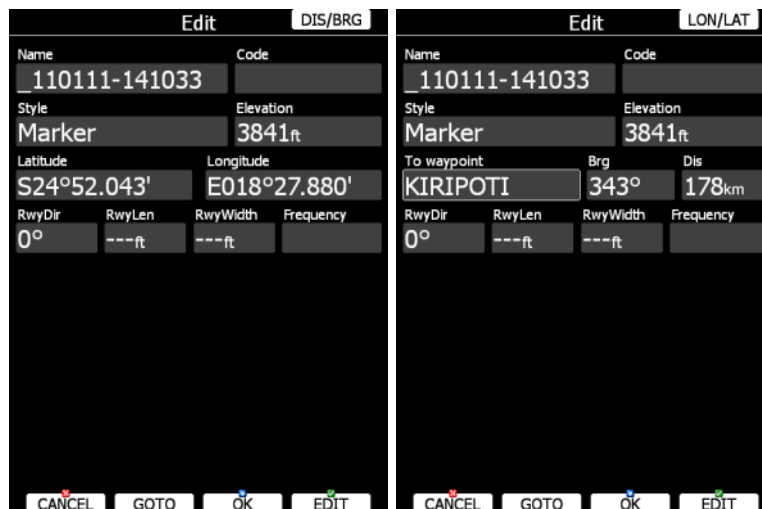 Edit DIS/BRG
Name Code
_110111-141033
Style Elevation
Marker 3841ft
Latitude Longitude
S24°52.043' E018°27.880'
RwyDir RwyLen RwyWidth Frequency
0° ---ft ---ft
CANCEL GOTO OK EDIT
Edit LON/LAT
Name Code
_110111-141033
Style Elevation
Marker 3841ft
To waypoint Brg Dis
KIRIPOTI 343° 178km
RwyDir RwyLen RwyWidth Frequency
0° ---ft ---ft
CANCEL GOTO OK EDIT